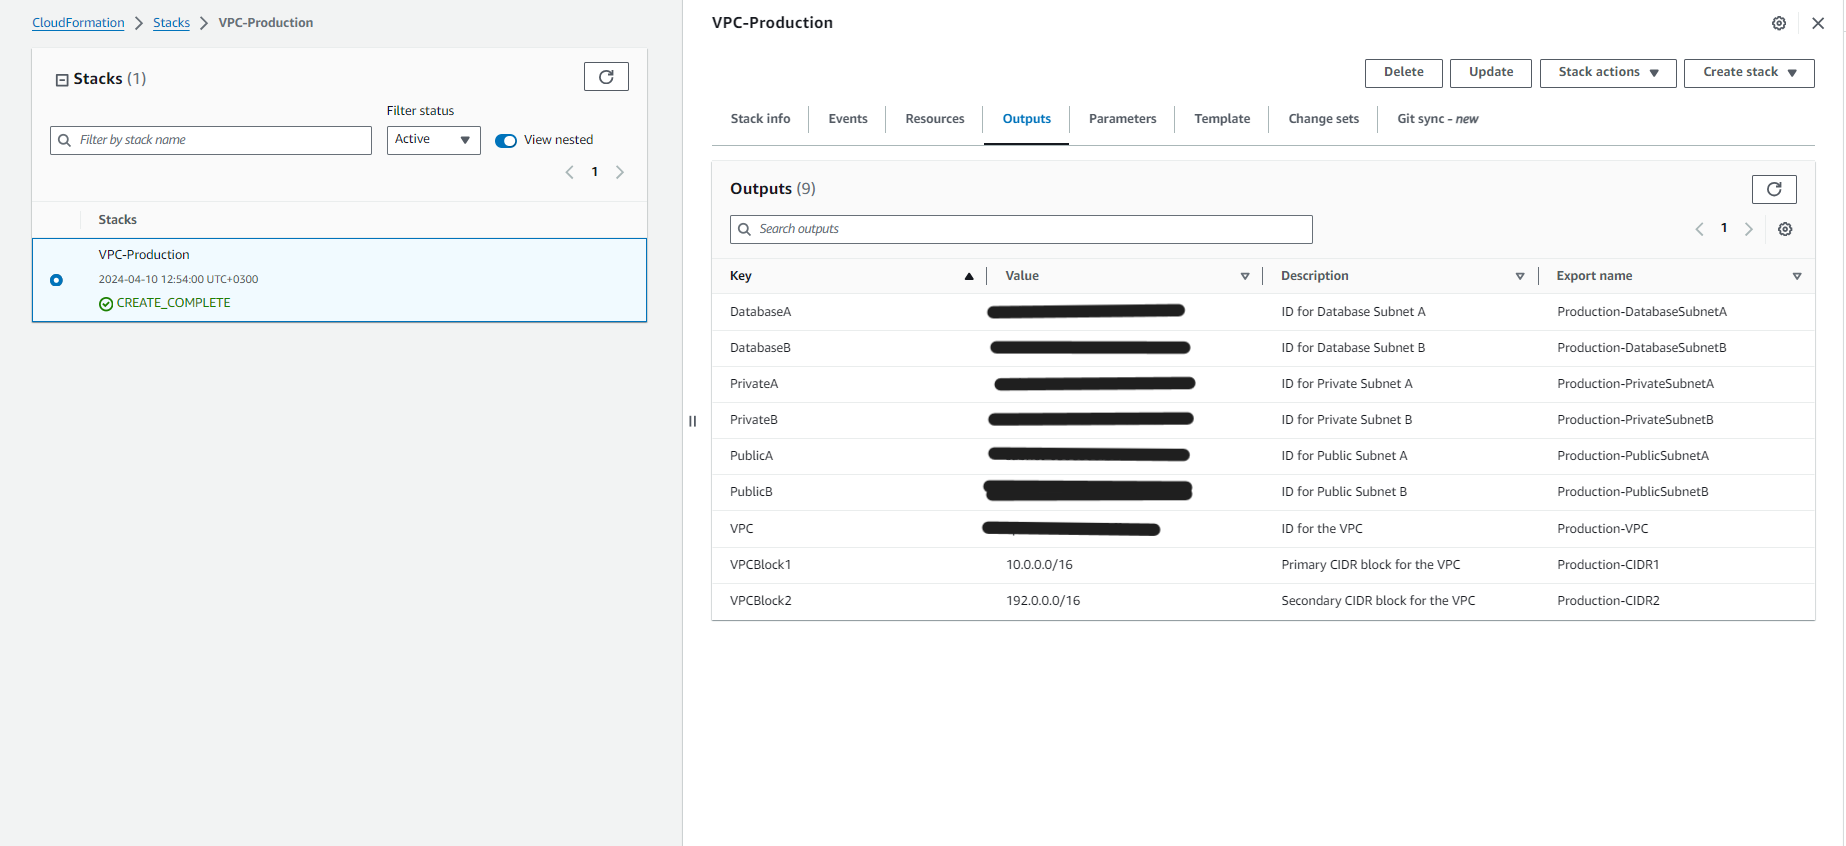 CloudFormation > Stacks > VPC-Production
Stacks (1)
Filter status
Filter by stack name
Active
View nested
1
Stacks
VPC-Production
2024-04-10 12:54:00 UTC+0300
CREATE_COMPLETE
VPC-Production
Delete Update Stack actions Create stack
Stack info Events Resources Outputs Parameters Template Change sets Git sync - new
Outputs (9)
Search outputs
1
Key Value Description Export name
DatabaseA ID for Database Subnet A Production-DatabaseSubnetA
DatabaseB ID for Database Subnet B Production-DatabaseSubnetB
PrivateA ID for Private Subnet A Production-PrivateSubnetA
PrivateB ID for Private Subnet B Production-PrivateSubnetB
PublicA ID for Public Subnet A Production-PublicSubnetA
PublicB ID for Public Subnet B Production-PublicSubnetB
VPC ID for the VPC Production-VPC
VPCBlock1 10.0.0.0/16 Primary CIDR block for the VPC Production-CIDR1
VPCBlock2 192.0.0.0/16 Secondary CIDR block for the VPC Production-CIDR2